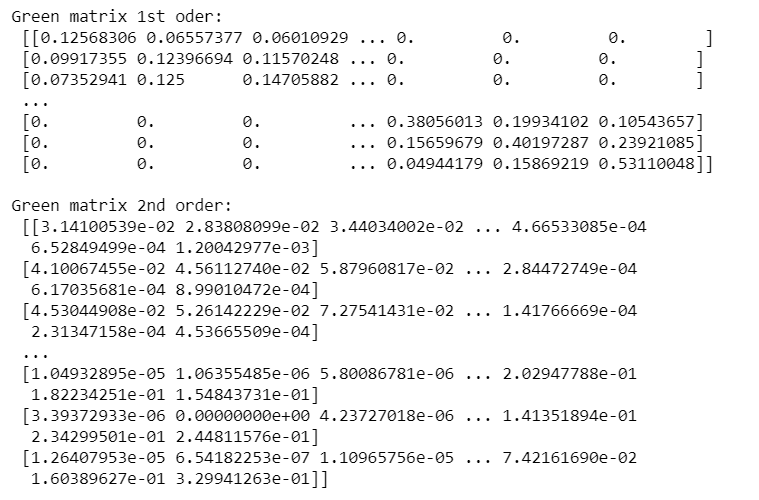 Green matrix 1st oder:
[[0.12568306 0.06557377 0.06010929 ... 0. 0. 0. ]
[0.09917355 0.12396694 0.11570248 ... 0. 0. 0. ]
[0.07352941 0.125 0.14705882 ... 0. 0. 0. ]
...
[0. 0. 0. ... 0.38056013 0.19934102 0.10543657]
[0. 0. 0. ... 0.15659679 0.40197287 0.23921085]
[0. 0. 0. ... 0.04944179 0.15869219 0.53110048]]
Green matrix 2nd order:
[[3.14100539e-02 2.83808099e-02 3.44034002e-02 ... 4.66533085e-04
6.52849499e-04 1.20042977e-03]
[4.10067455e-02 4.56112740e-02 5.87960817e-02 ... 2.84472749e-04
6.17035681e-04 8.99010472e-04]
[4.53044908e-02 5.26142229e-02 7.27541431e-02 ... 1.41766669e-04
2.31347158e-04 4.53665509e-04]
...
[1.04932895e-05 1.06355485e-06 5.80086781e-06 ... 2.02947788e-01
1.82234251e-01 1.54843731e-01]
[3.39372933e-06 0.00000000e+00 4.23727018e-06 ... 1.41351894e-01
2.34299501e-01 2.44811576e-01]
[1.26407953e-05 6.54182253e-07 1.10965756e-05 ... 7.42161690e-02
1.60389627e-01 3.29941263e-01]]